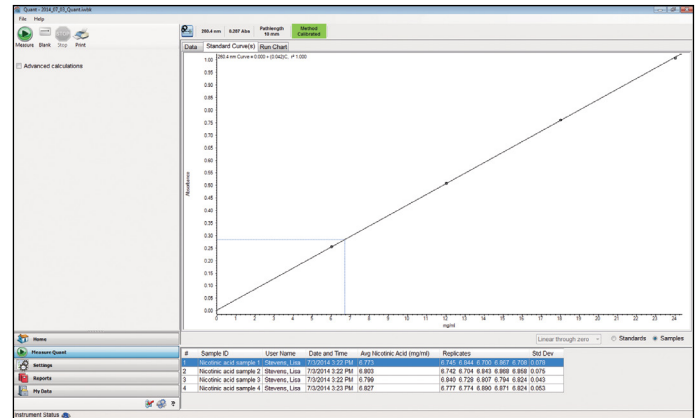 Quant - 2014_07_03_Quant.iwbl
File Help
Measure Blank Stop Print
260.4 nm 0.287 Abs Pathlength 10 mm Method Calibrated
Advanced calculations
Data Standard Curve(s) Run Chart
260.4 nm Curve = 0.000 + (0.042)C, r² 1.000
1.00
0.95
0.90
0.85
0.80
0.75
0.70
0.65
0.60
0.55
0.50
0.45
0.40
0.35
0.30
0.25
0.20
0.15
0.10
0.05
0.00
Absorbance
0 1 2 3 4 5 6 7 8 9 10 11 12 13 14 15 16 17 18 19 20 21 22 23 24
mg/ml
Home
Measure Quant
Settings
Reports
My Data
Linear through zero Standards Samples
# Sample ID User Name Date and Time Avg Nicotinic Acid (mg/ml) Replicates Std Dev
1 Nicotinic acid sample 1 Stevens, Lisa 7/3/2014 3:22 PM 6.773 6.745 6.844 6.700 6.867 6.708 0.079
2 Nicotinic acid sample 2 Stevens, Lisa 7/3/2014 3:22 PM 6.803 6.742 6.704 6.843 6.868 6.858 0.075
3 Nicotinic acid sample 3 Stevens, Lisa 7/3/2014 3:22 PM 6.799 6.840 6.728 6.807 6.794 6.824 0.043
4 Nicotinic acid sample 4 Stevens, Lisa 7/3/2014 3:23 PM 6.827 6.777 6.774 6.890 6.871 6.824 0.053
Instrument Status